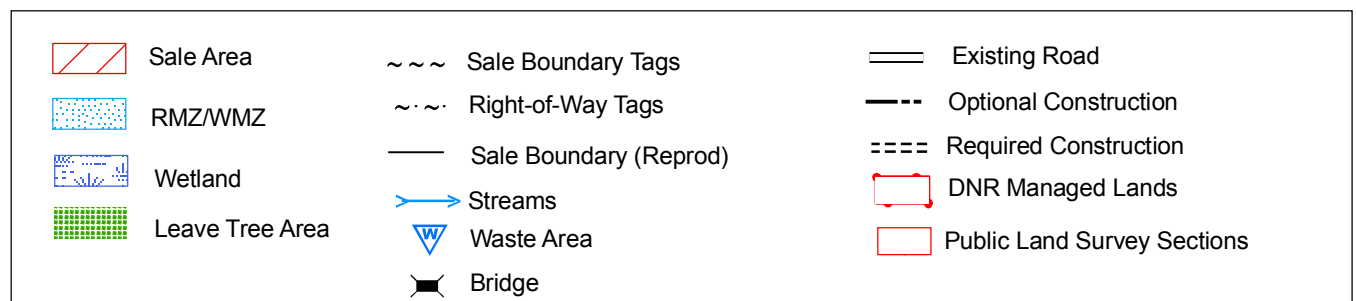 Sale Area
RMZ/WMZ
Wetland
Leave Tree Area
Sale Boundary Tags
Right-of-Way Tags
Sale Boundary (Reprod)
Streams
W
Waste Area
Bridge
Existing Road
Optional Construction
Required Construction
DNR Managed Lands
Public Land Survey Sections